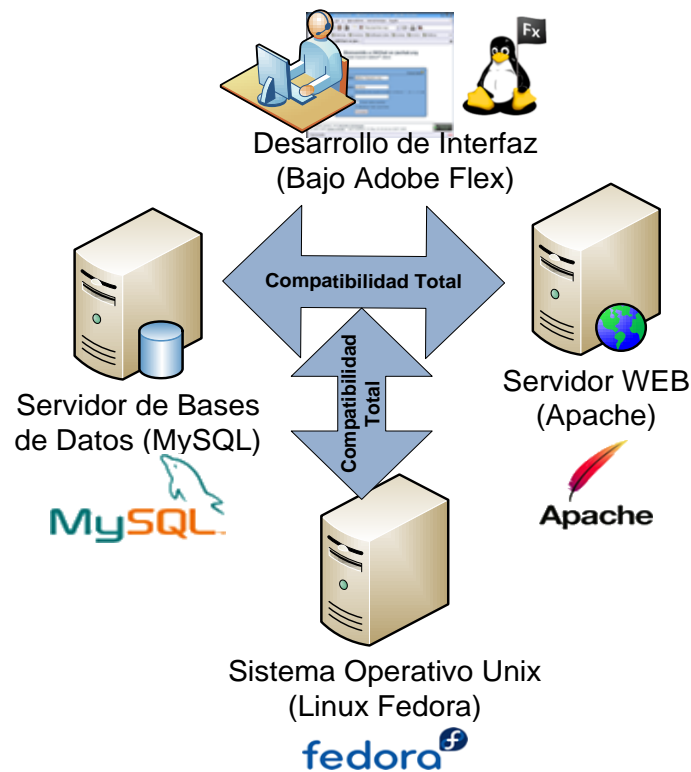 Fx
Desarrollo de Interfaz
(Bajo Adobe Flex)
Compatibilidad Total
Compatibilidad
Total
Servidor de Bases
de Datos (MySQL)
MySQL
Servidor WEB
(Apache)
Apache
Sistema Operativo Unix
(Linux Fedora)
fedora